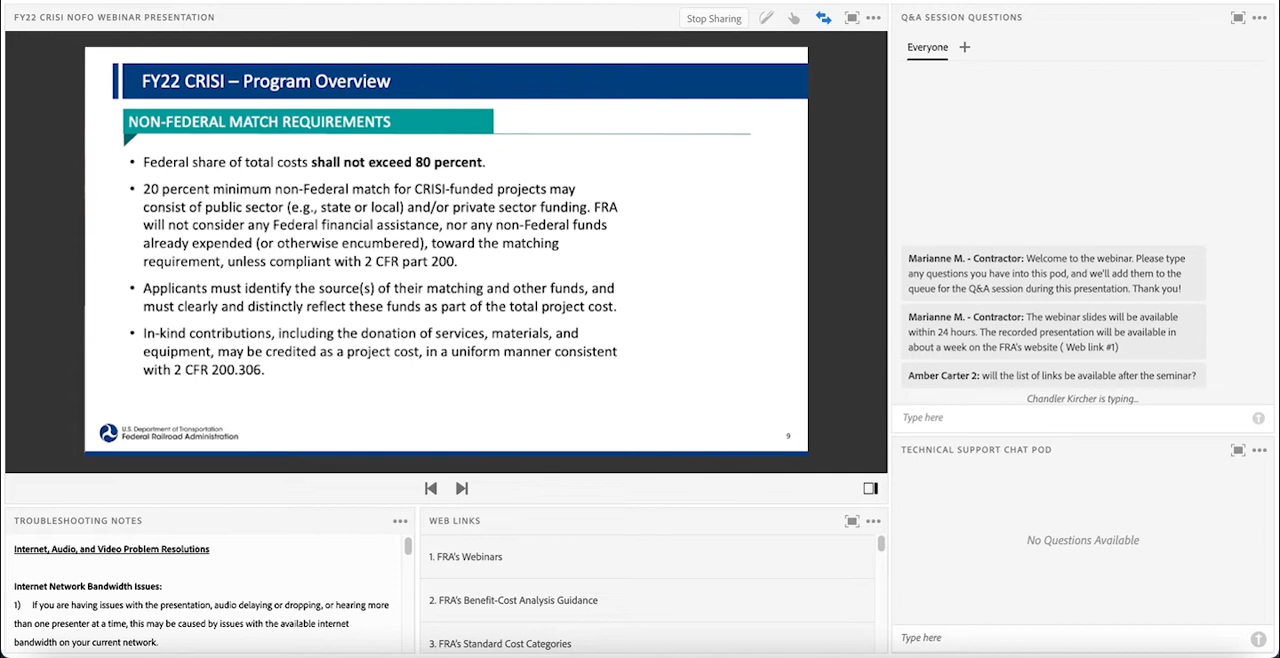 FY22 CRISI NOFO WEBINAR PRESENTATION
Stop Sharing
FY22 CRISI – Program Overview
NON-FEDERAL MATCH REQUIREMENTS
• Federal share of total costs shall not exceed 80 percent.
• 20 percent minimum non-Federal match for CRISI-funded projects may
consist of public sector (e.g., state or local) and/or private sector funding. FRA
will not consider any Federal financial assistance, nor any non-Federal funds
already expended (or otherwise encumbered), toward the matching
requirement, unless compliant with 2 CFR part 200.
• Applicants must identify the source(s) of their matching and other funds, and
must clearly and distinctly reflect these funds as part of the total project cost.
• In-kind contributions, including the donation of services, materials, and
equipment, may be credited as a project cost, in a uniform manner consistent
with 2 CFR 200.306.
U.S. Department of Transportation
Federal Railroad Administration
9
TROUBLESHOOTING NOTES
Internet, Audio, and Video Problem Resolutions
Internet Network Bandwidth Issues:
1) If you are having issues with the presentation, audio delaying or dropping, or hearing more
than one presenter at a time, this may be caused by issues with the available internet
bandwidth on your current network.
WEB LINKS
1. FRA's Webinars
2. FRA's Benefit-Cost Analysis Guidance
3. FRA's Standard Cost Categories
Q&A SESSION QUESTIONS
Everyone
Marianne M. - Contractor: Welcome to the webinar. Please type
any questions you have into this pod, and we'll add them to the
queue for the Q&A session during this presentation. Thank you!
Marianne M. - Contractor: The webinar slides will be available
within 24 hours. The recorded presentation will be available in
about a week on the FRA's website ( Web link #1)
Amber Carter 2: will the list of links be available after the seminar?
Chandler Kircher is typing...
Type here
TECHNICAL SUPPORT CHAT POD
No Questions Available
Type here